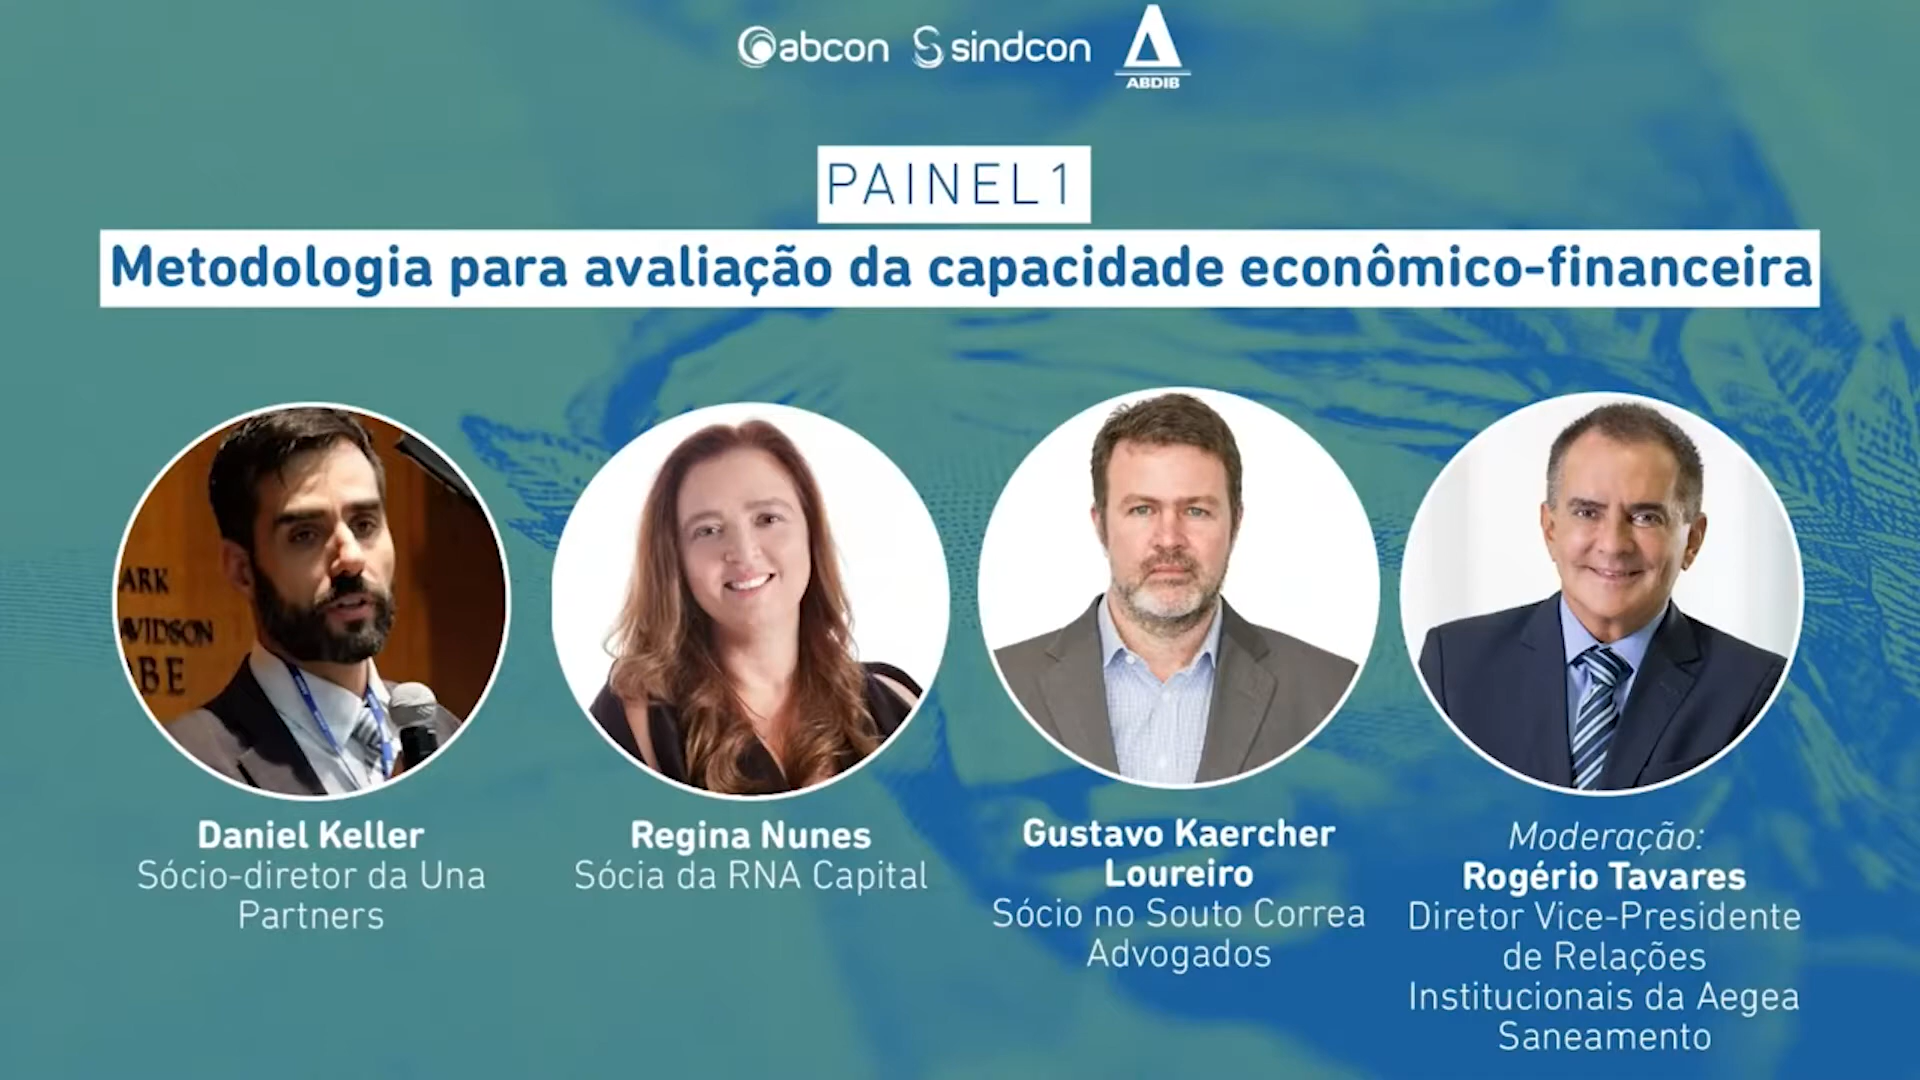 abcon sindcon ABDIB
PAINEL 1
Metodologia para avaliação da capacidade econômico-financeira
ARK
AVIDSON
BE
Daniel Keller
Sócio-diretor da Una
Partners
Regina Nunes
Sócia da RNA Capital
Gustavo Kaercher
Loureiro
Sócio no Souto Correa
Advogados
Moderação:
Rogério Tavares
Diretor Vice-Presidente
de Relações
Institucionais da Aegea
Saneamento